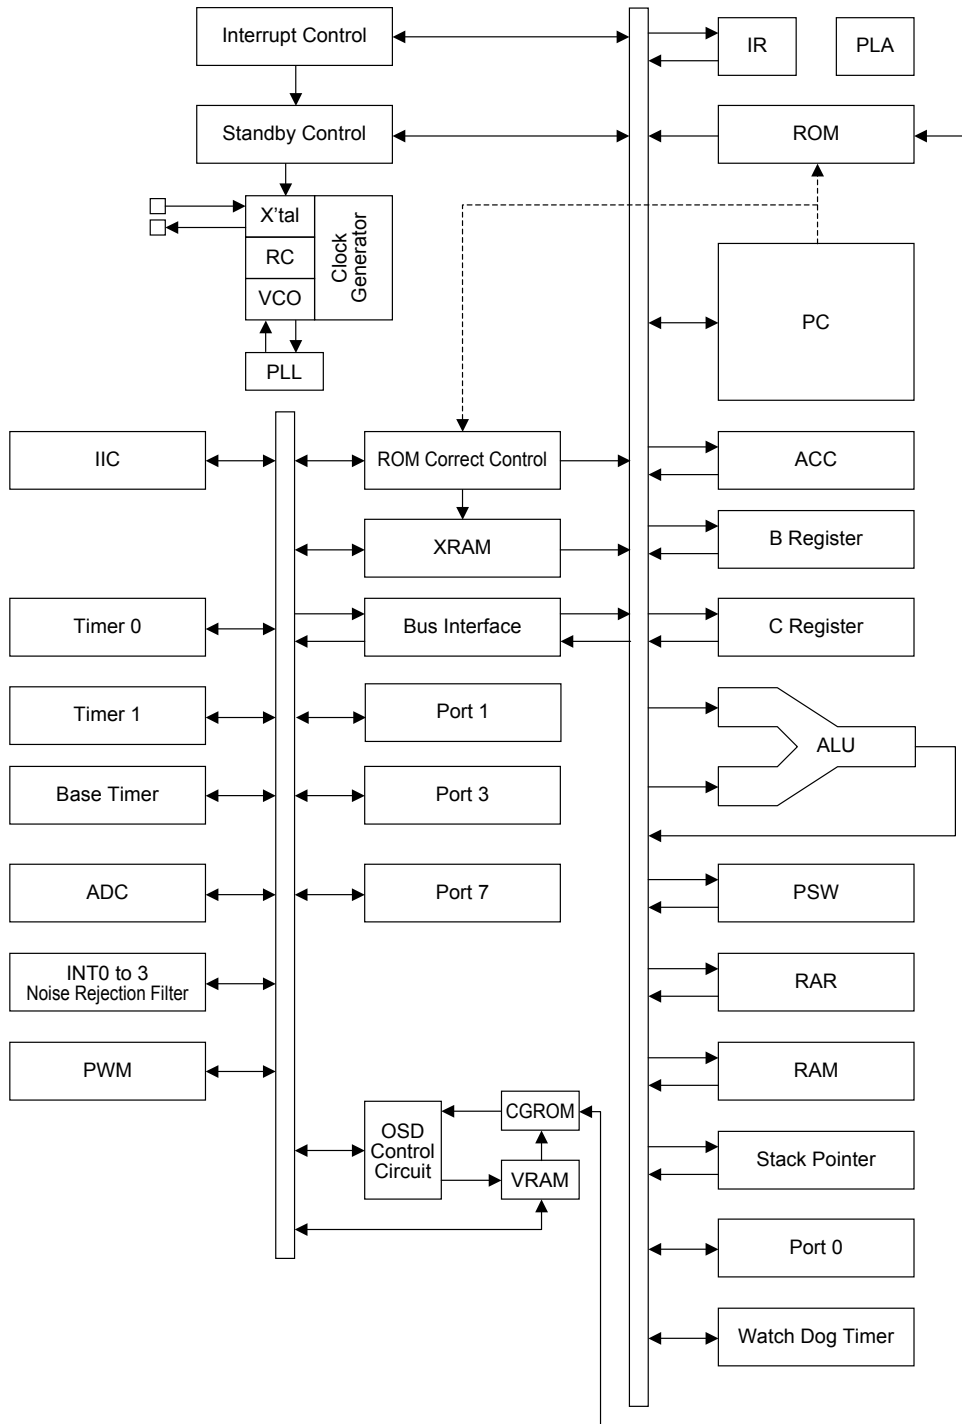 Interrupt Control
IR
PLA
Standby Control
ROM
X'tal
RC
VCO
Clock
Generator
PC
PLL
IIC
ROM Correct Control
ACC
XRAM
B Register
Timer 0
Bus Interface
C Register
Timer 1
Port 1
ALU
Base Timer
Port 3
ADC
Port 7
PSW
INT0 to 3
Noise Rejection Filter
RAR
PWM
RAM
OSD
Control
Circuit
CGROM
VRAM
Stack Pointer
Port 0
Watch Dog Timer